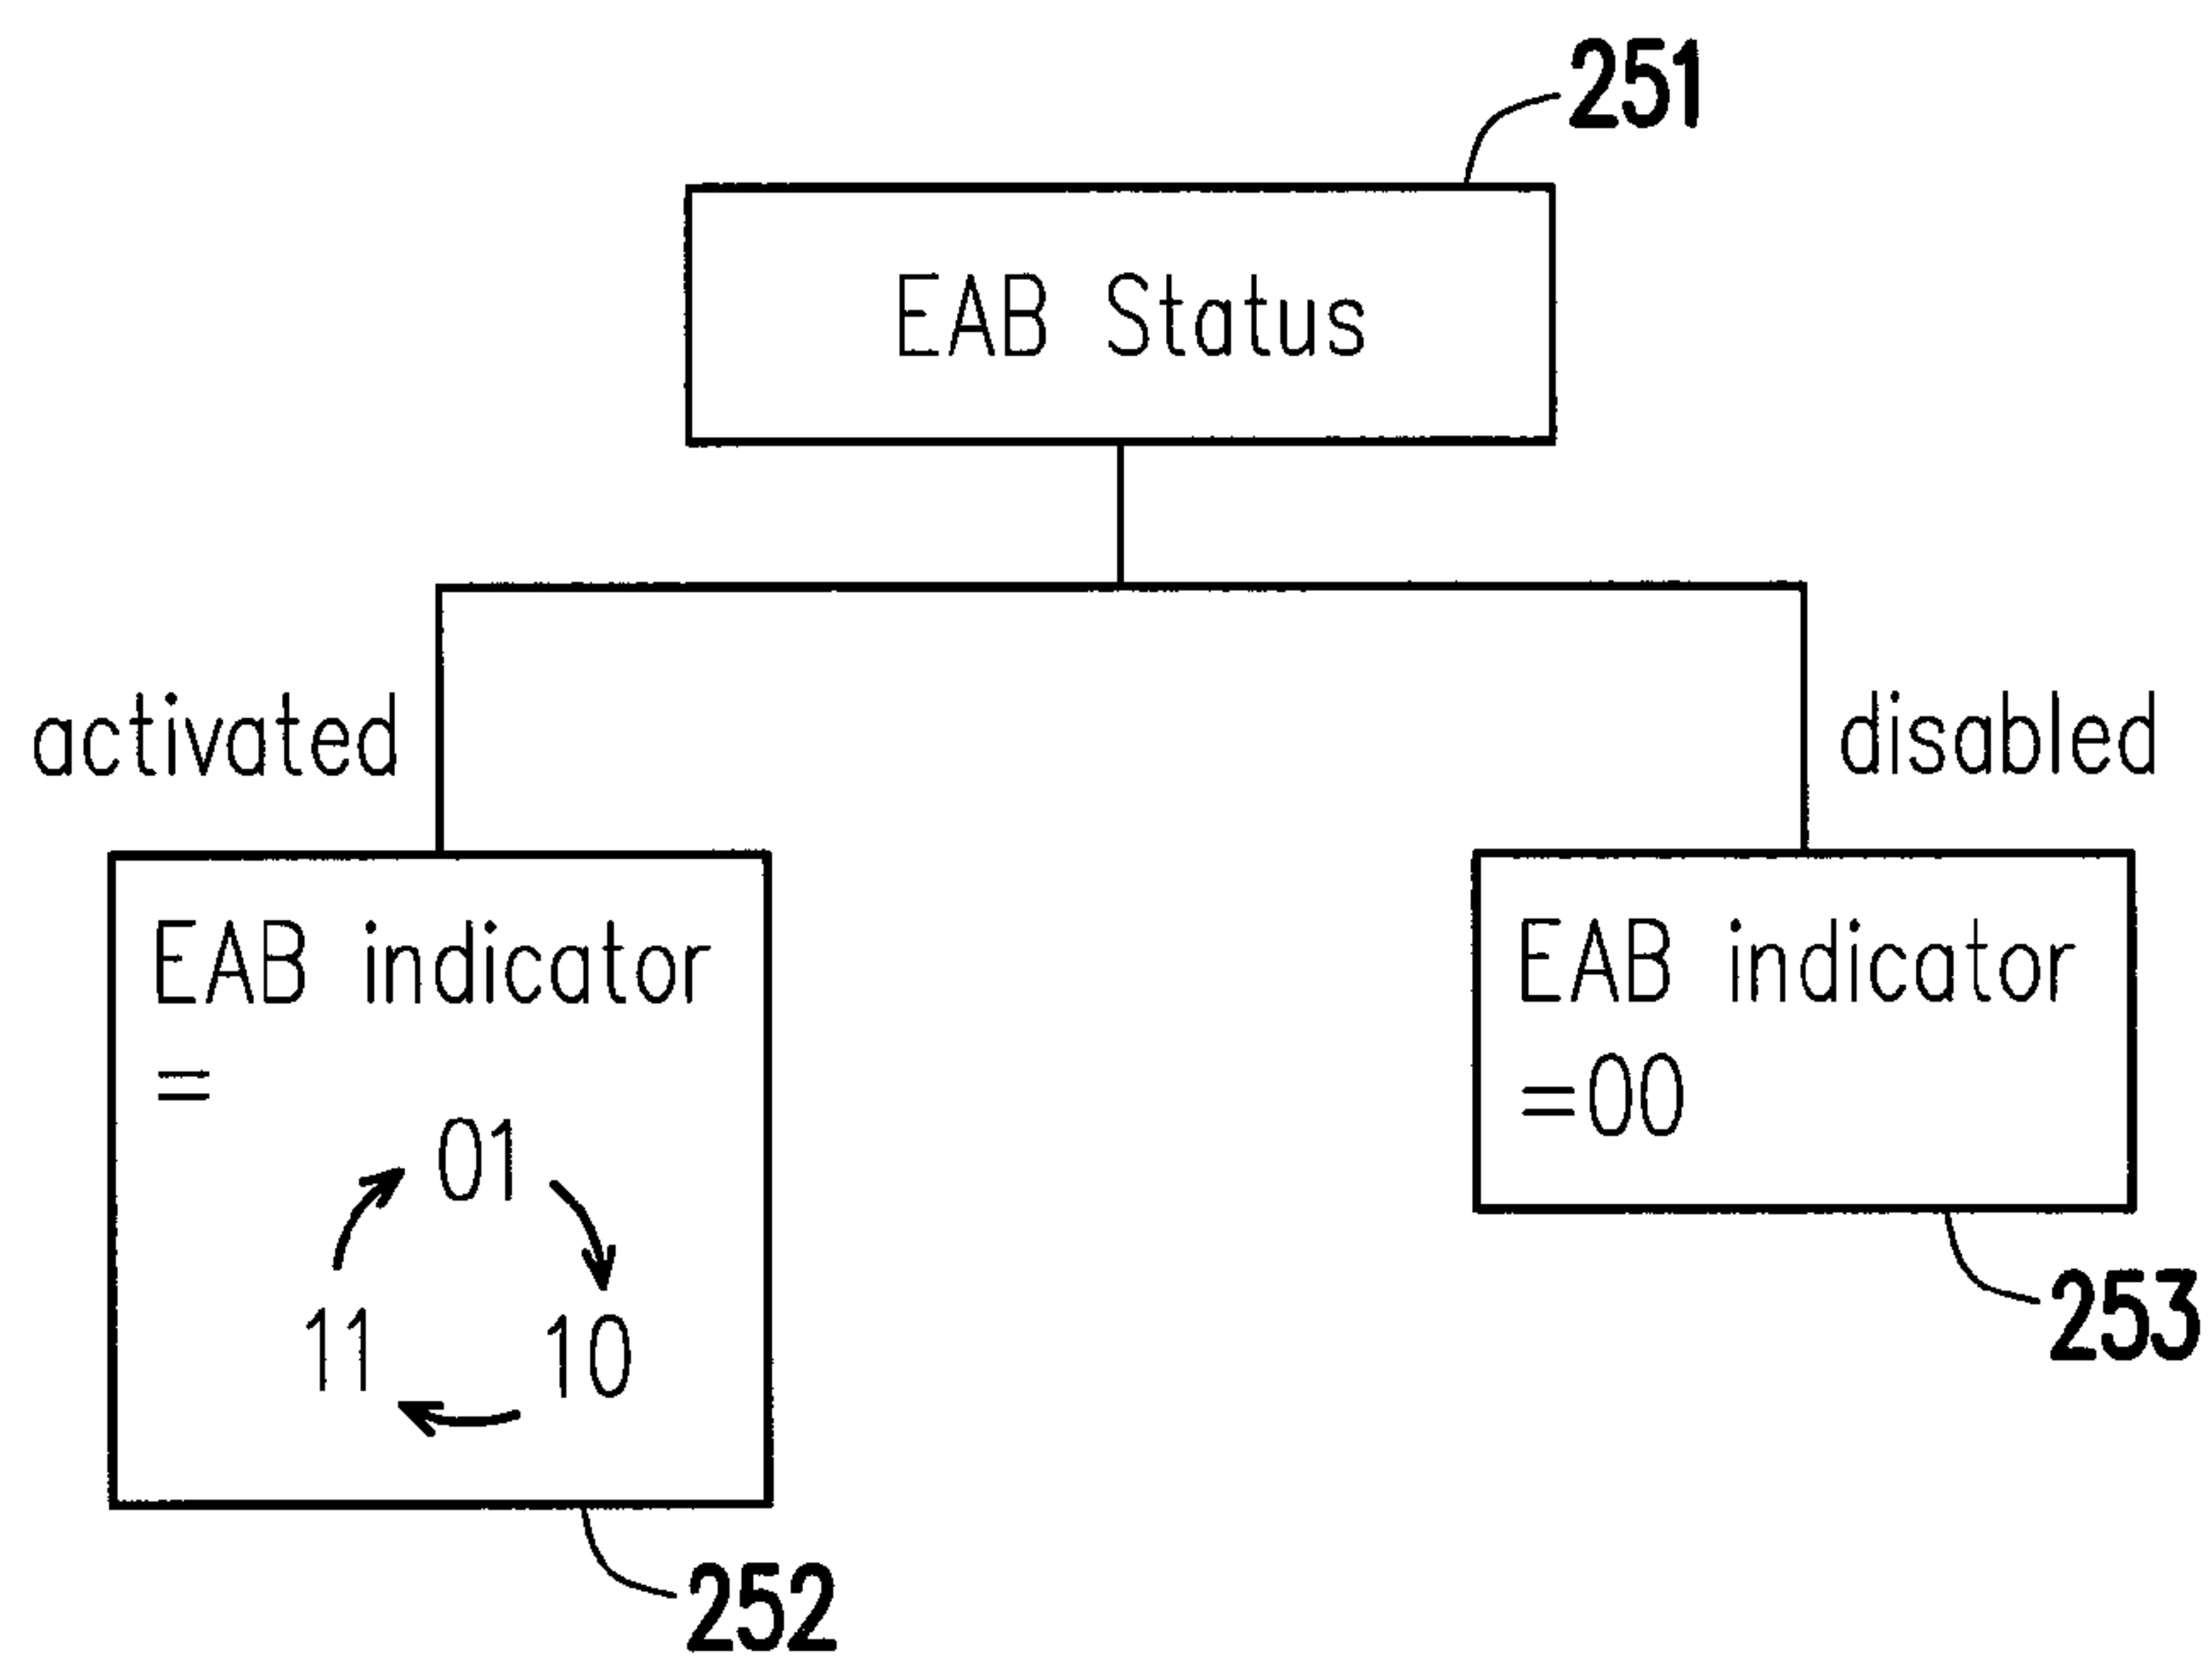 251
EAB Status
activated
disabled
EAB indicator
=
01
11
10
EAB indicator
=00
253
252